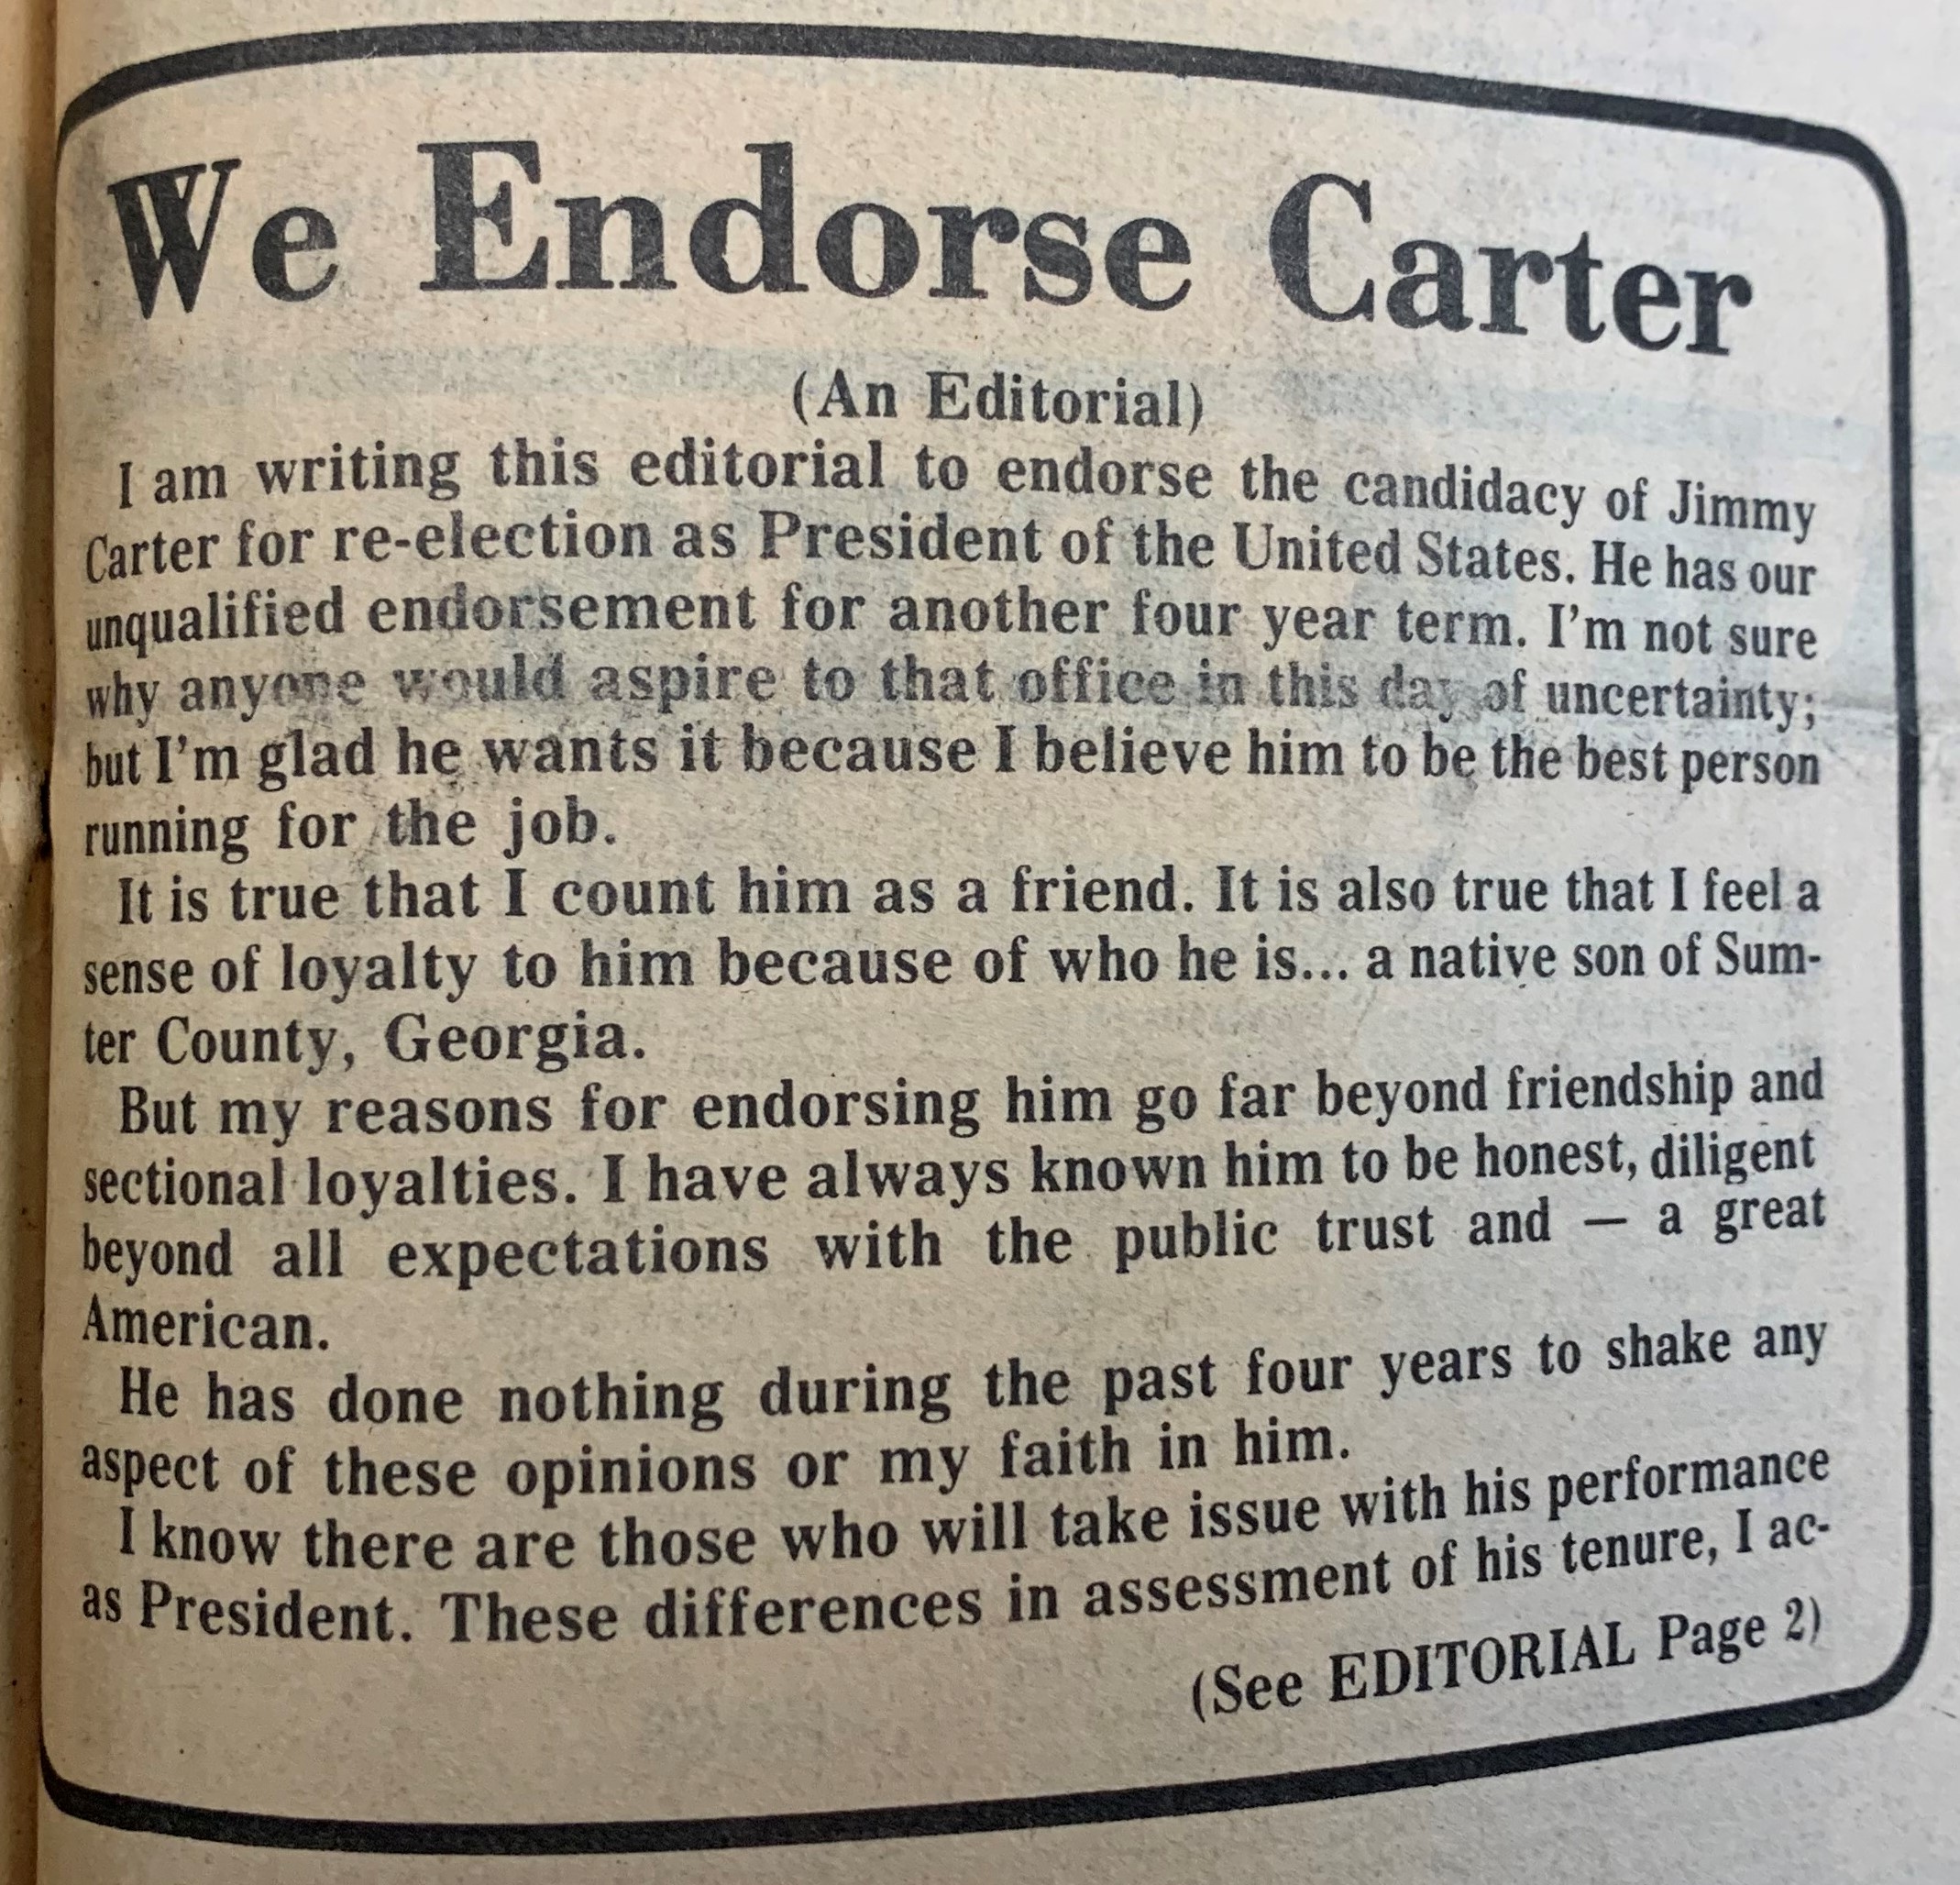 We Endorse Carter
(An Editorial)
I am writing this editorial to endorse the candidacy of Jimmy
Carter for re-election as President of the United States. He has our
unqualified endorsement for another four year term. I'm not sure
why anyone would aspire to that office in this day of uncertainty;
but I'm glad he wants it because I believe him to be the best person
running for the job.
It is true that I count him as a friend. It is also true that I feel a
sense of loyalty to him because of who he is... a native son of Sum-
ter County, Georgia.
But my reasons for endorsing him go far beyond friendship and
sectional loyalties. I have always known him to be honest, diligent
beyond all expectations with the public trust and — a great
American.
He has done nothing during the past four years to shake any
aspect of these opinions or my faith in him.
I know there are those who will take issue with his performance
as President. These differences in assessment of his tenure, I ac-
(See EDITORIAL Page 2)